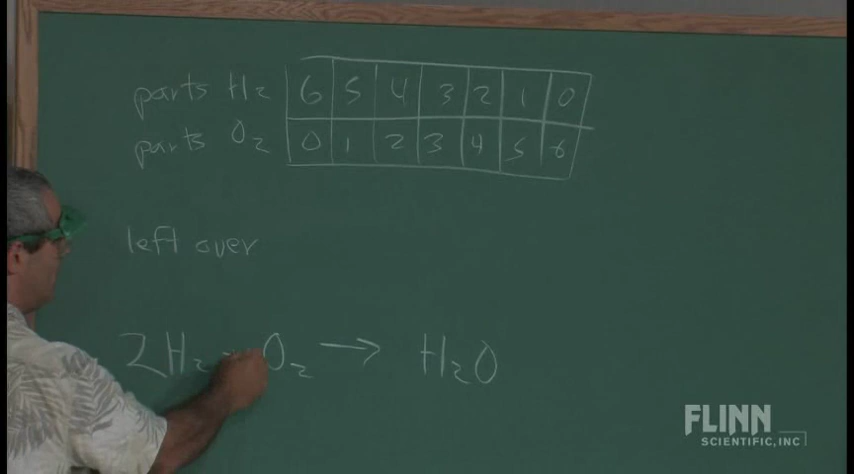 parts H2 6 5 4 3 2 1 0
parts O2 0 1 2 3 4 5 6
left over
2H2 O2 → H2O
FLINN
SCIENTIFIC, INC